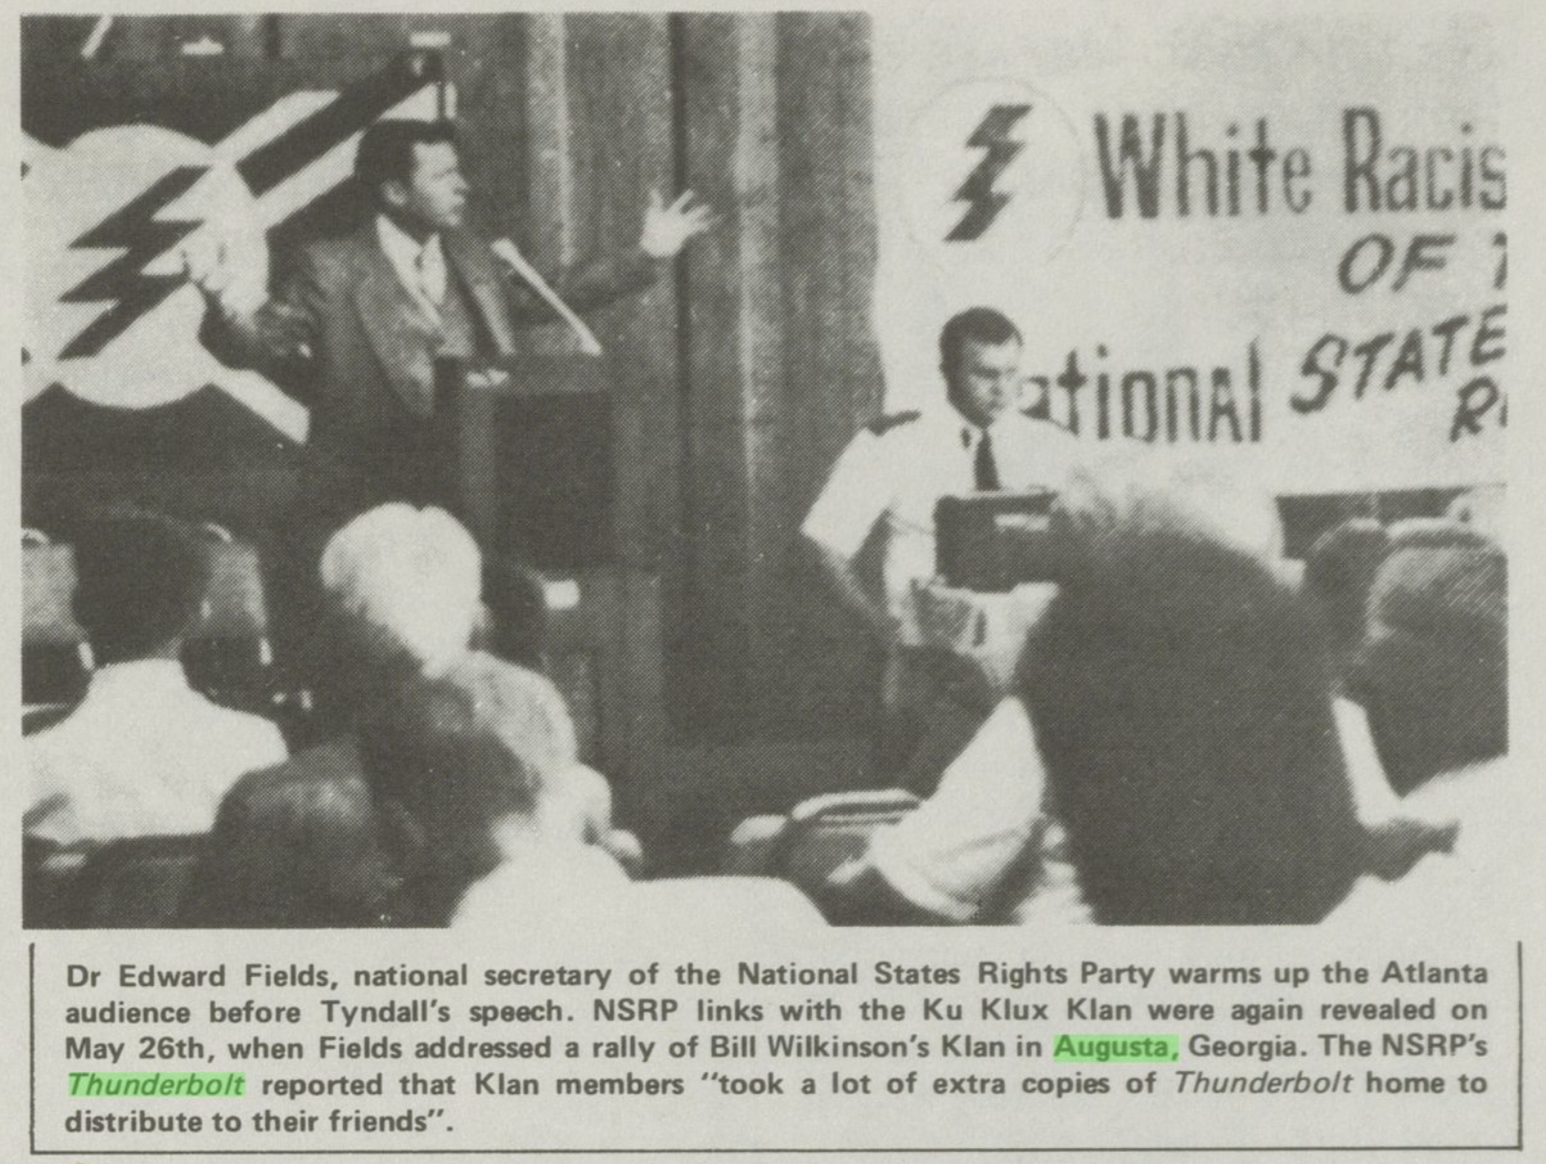 White Racis
OF
ational STATE
R
Dr Edward Fields, national secretary of the National States Rights Party warms up the Atlanta
audience before Tyndall's speech. NSRP links with the Ku Klux Klan were again revealed on
May 26th, when Fields addressed a rally of Bill Wilkinson's Klan in Augusta, Georgia. The NSRP's
Thunderbolt reported that Klan members "took a lot of extra copies of Thunderbolt home to
distribute to their friends".